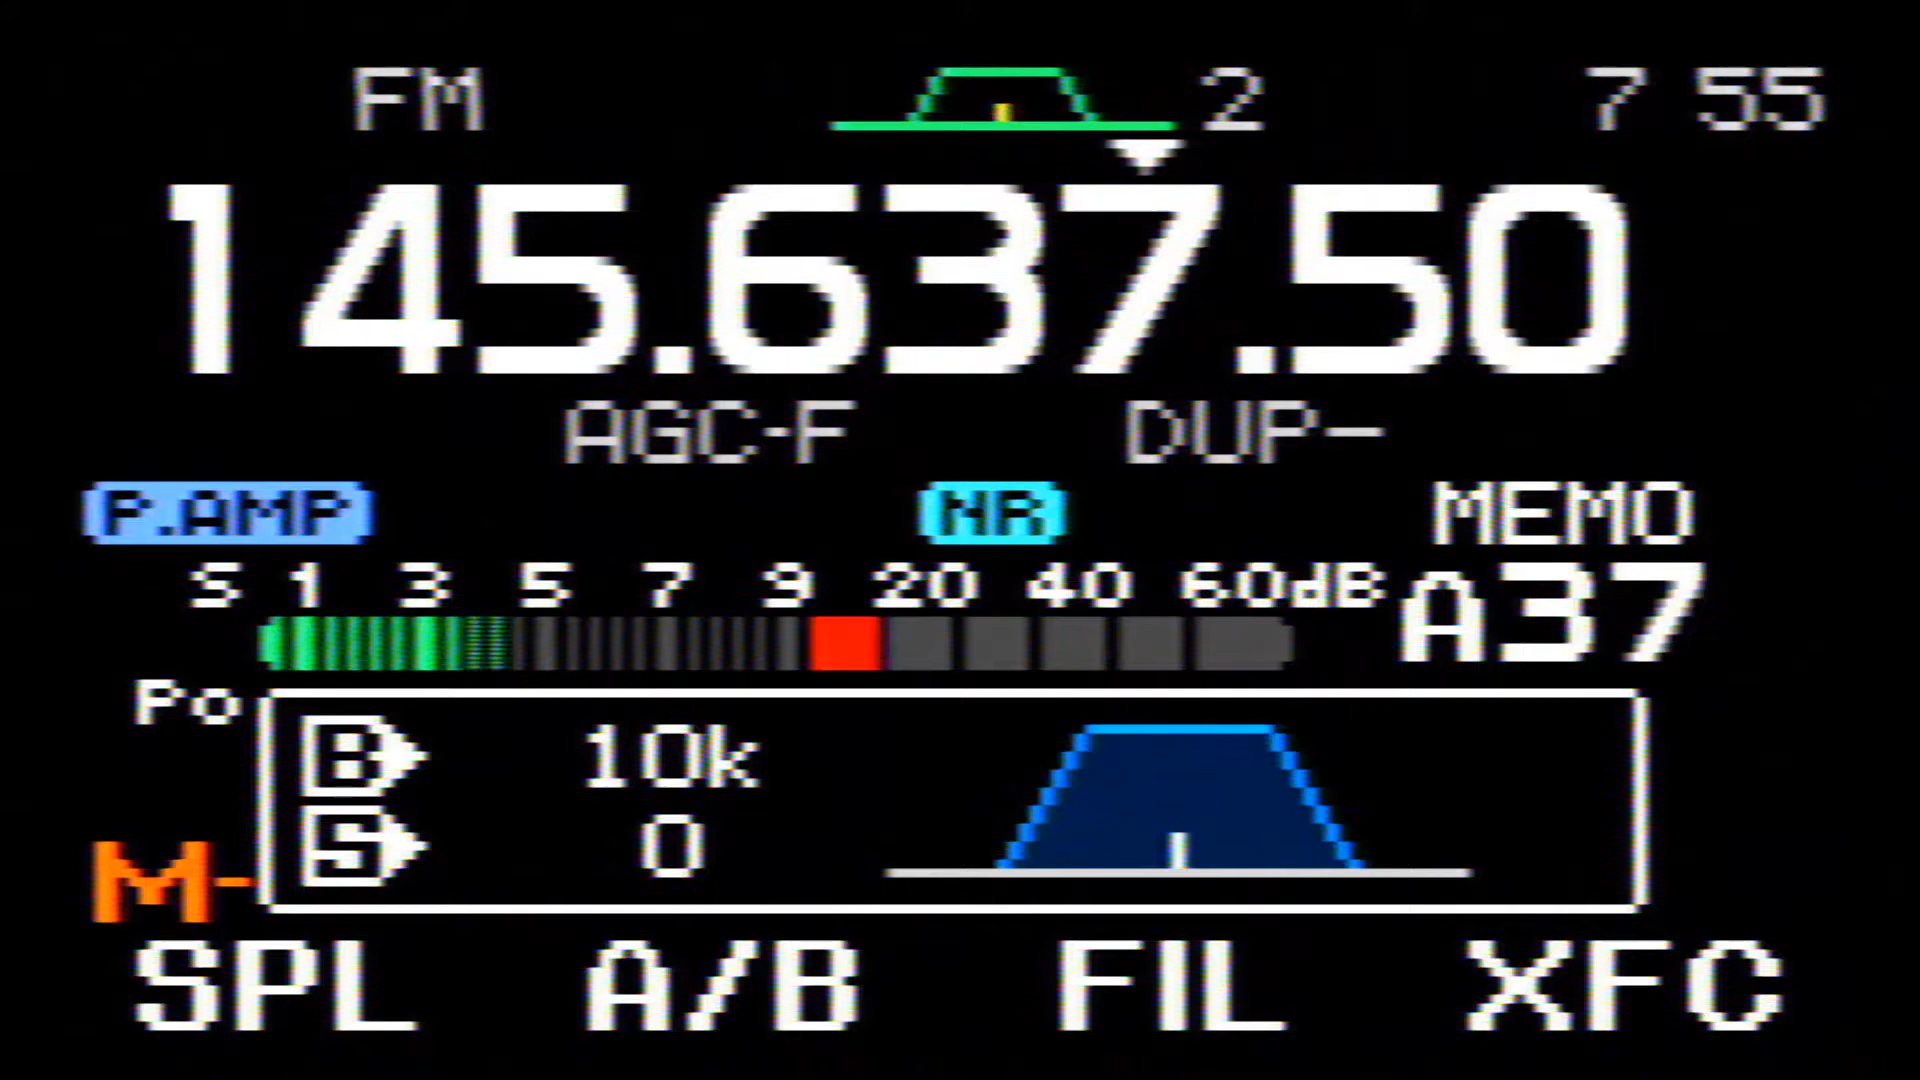 FM 2 7 55
145.637.50
AGC-F DUP-
P.AMP NR MEMO
S 1 3 5 7 9 20 40 60dB A37
Po
B 10k
S 0
M-
SPL A/B FIL XFC